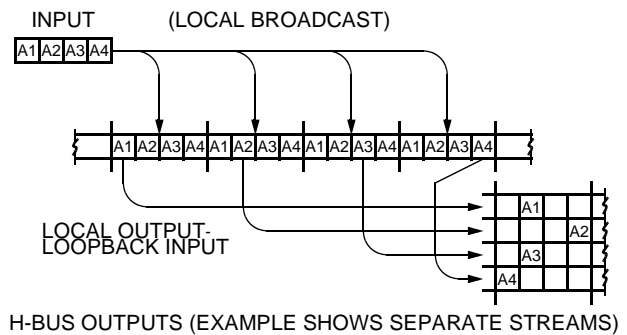 INPUT (LOCAL BROADCAST)
A1 A2 A3 A4
A1 A2 A3 A4 A1 A2 A3 A4 A1 A2 A3 A4 A1 A2 A3 A4
A1
LOCAL OUTPUT-
LOOPBACK INPUT
A2
A3
A4
H-BUS OUTPUTS (EXAMPLE SHOWS SEPARATE STREAMS)